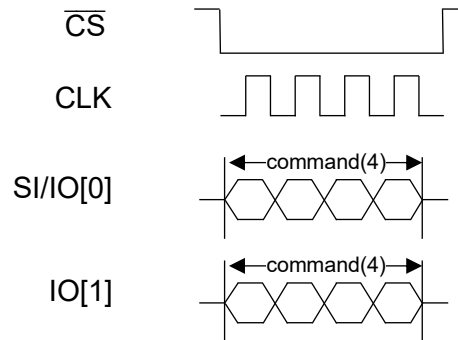 CS
CLK
command(4)
SI/IO[0]
command(4)
IO[1]